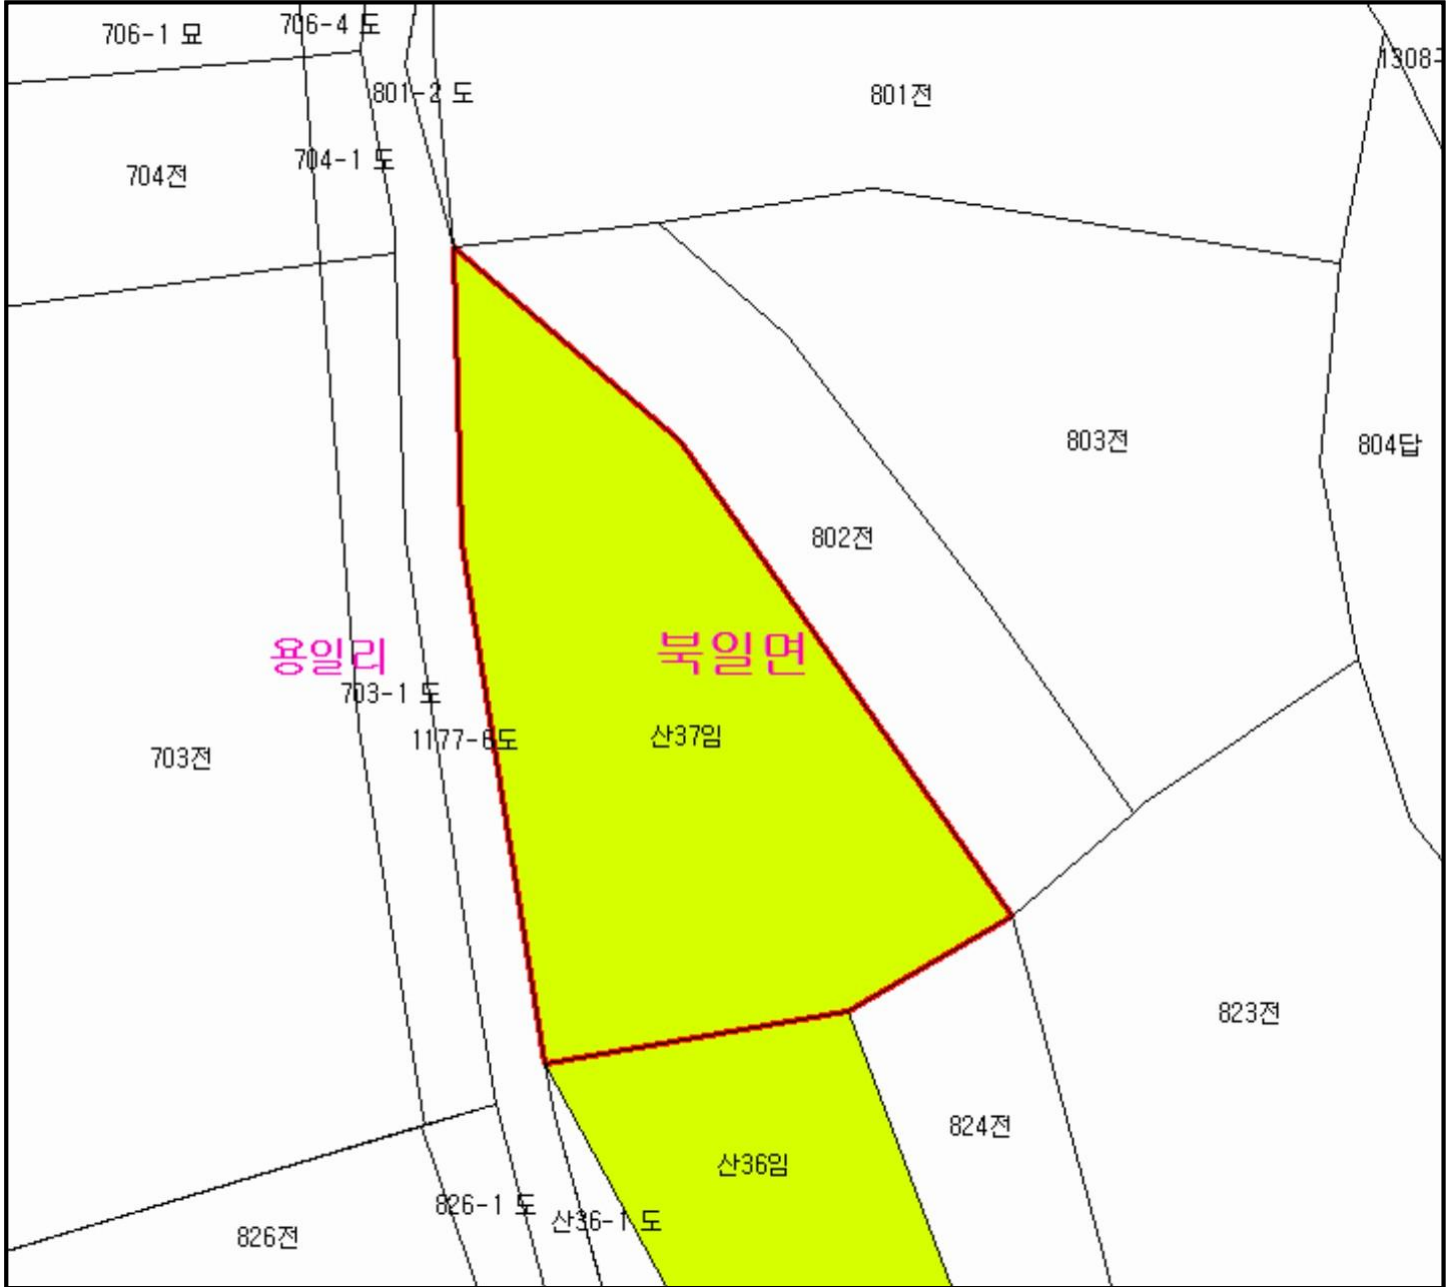 706-1 묘
706-4 도
801-2 도
801전
704-1 도
704전
803전
804답
802전
용일리
북일면
703-1 도
1177-6도
산37임
703전
823전
824전
산36임
826-1 도
산36-1 도
826전